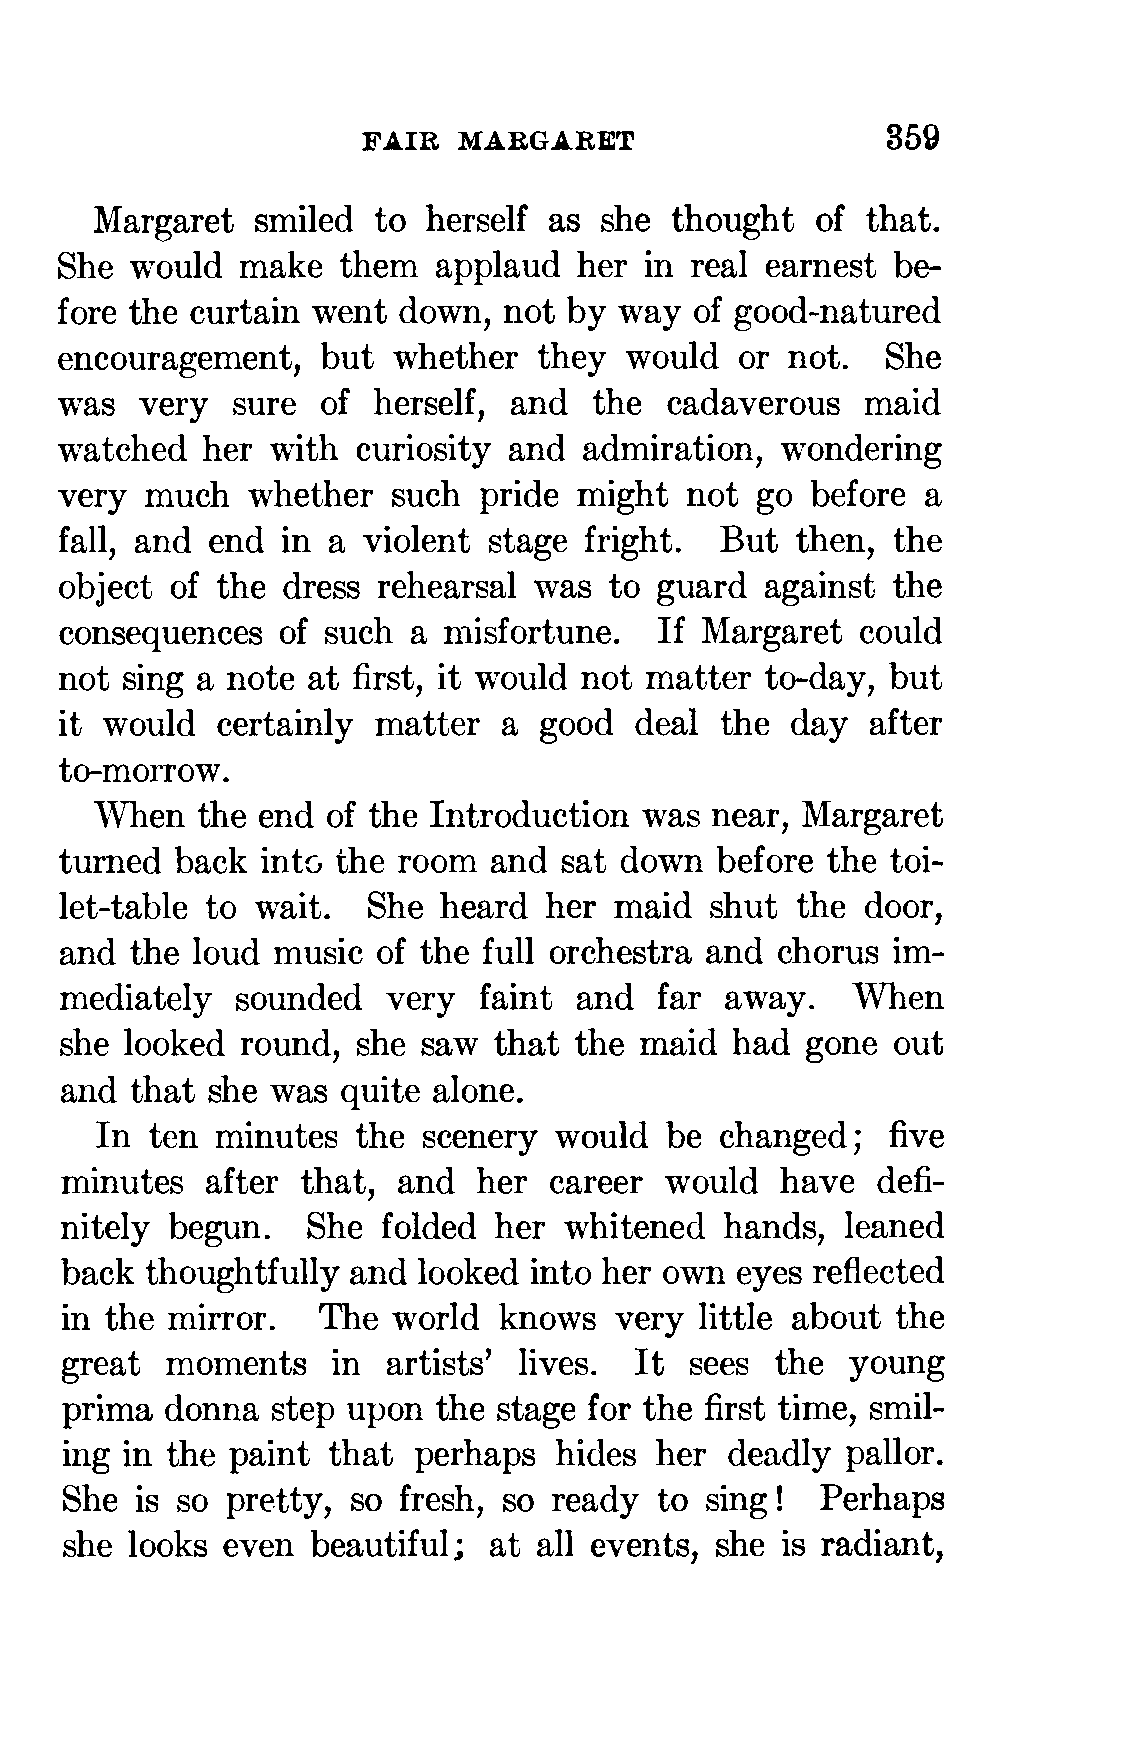 FAIR MARGARET 359
Margaret smiled to herself as she thought of that.
She would make them applaud her in real earnest be-
fore the curtain went down, not by way of good-natured
encouragement, but whether they would or not. She
was very sure of herself, and the cadaverous maid
watched her with curiosity and admiration, wondering
very much whether such pride might not go before a
fall, and end in a violent stage fright. But then, the
object of the dress rehearsal was to guard against the
consequences of such a misfortune. If Margaret could
not sing a note at first, it would not matter to-day, but
it would certainly matter a good deal the day after
to-morrow.
When the end of the Introduction was near, Margaret
turned back into the room and sat down before the toi-
let-table to wait. She heard her maid shut the door,
and the loud music of the full orchestra and chorus im-
mediately sounded very faint and far away. When
she looked round, she saw that the maid had gone out
and that she was quite alone.
In ten minutes the scenery would be changed; five
minutes after that, and her career would have defi-
nitely begun. She folded her whitened hands, leaned
back thoughtfully and looked into her own eyes reflected
in the mirror. The world knows very little about the
great moments in artists' lives. It sees the young
prima donna step upon the stage for the first time, smil-
ing in the paint that perhaps hides her deadly pallor.
She is so pretty, so fresh, so ready to sing! Perhaps
she looks even beautiful; at all events, she is radiant,